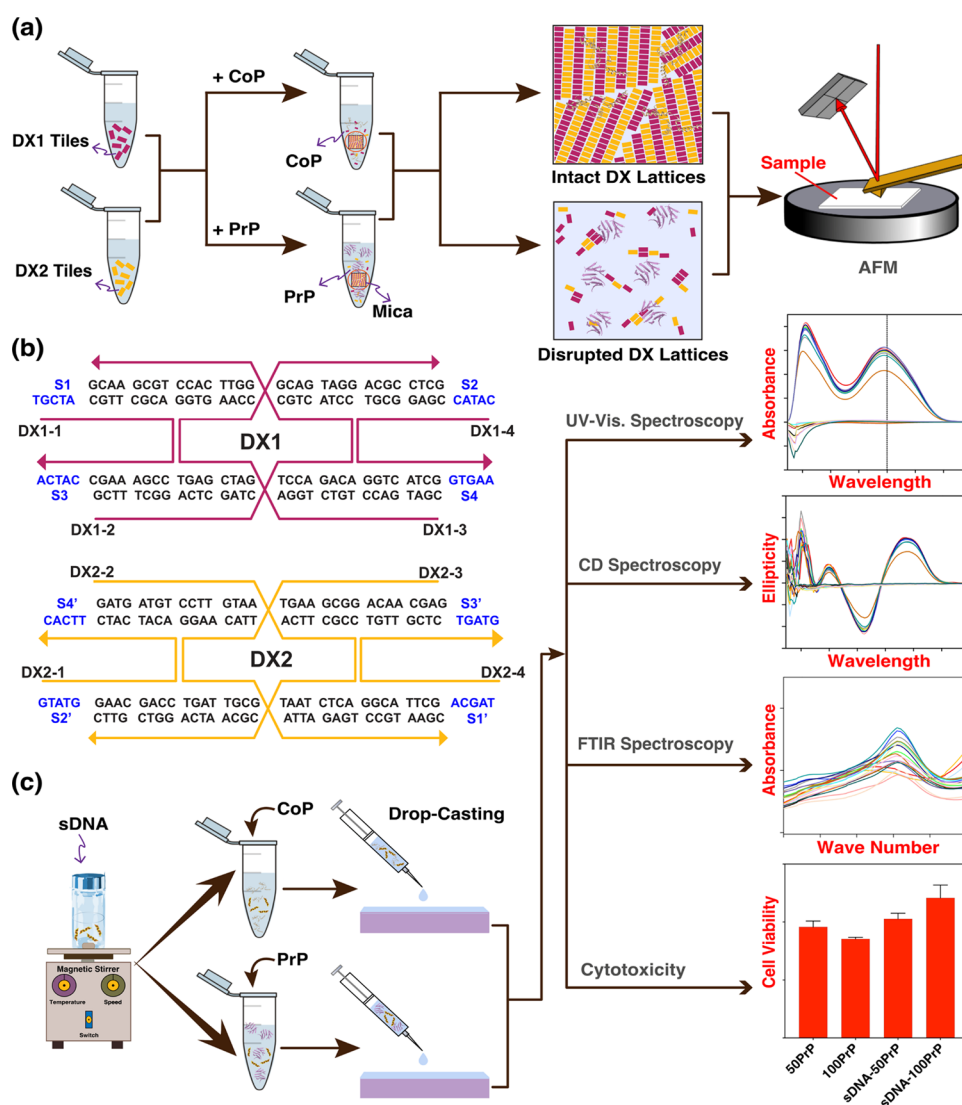 (a)
+ CoP
DX1 Tiles
CoP
Intact DX Lattices
Sample
+ PrP
DX2 Tiles
PrP
Mica
AFM
Disrupted DX Lattices
(b)
S1 GCAA GCGT CCAC TTGG GCAG TAGG ACGC CTCG S2
TGCTA CGTT CGCA GGTG AACC CGTC ATCC TGCG GAGC CATAC
DX1-1 DX1 DX1-4
ACTAC CGAA AGCC TGAG CTAG TCCA GACA GGTC ATCG GTGAA
S3 GCTT TCGG ACTC GATC AGGT CTGT CCAG TAGC S4
DX1-2 DX1-3
DX2-2 DX2-3
S4’ GATG ATGT CCTT GTAA TGAA GCGG ACAA CGAG S3’
CACTT CTAC TACA GGAA CATT ACTT CGCC TGTT GCTC TGATG
DX2-1 DX2 DX2-4
GTATG GAAC GACC TGAT TGCG TAAT CTCA GGCA TTCG ACGAT
S2’ CTTG CTGG ACTA ACGC ATTA GAGT CCGT AAGC S1’
(c)
sDNA
CoP
Drop-Casting
Magnetic Stirrer
Temperature Speed
Switch
PrP
UV-Vis. Spectroscopy
Absorbance
Wavelength
CD Spectroscopy
Ellipticity
Wavelength
FTIR Spectroscopy
Absorbance
Wave Number
Cytotoxicity
Cell Viability
50PrP
100PrP
sDNA-50PrP
sDNA-100PrP